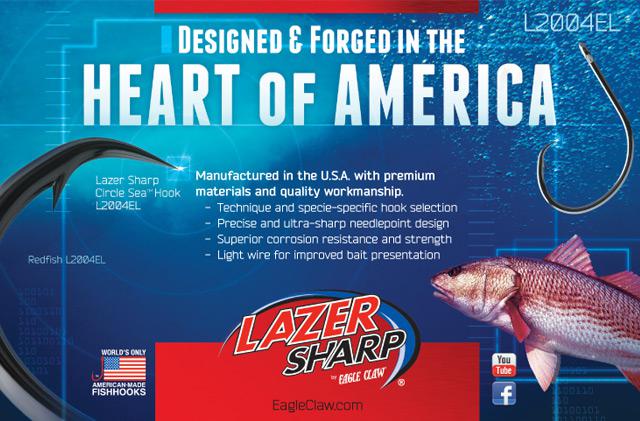 L2004EL
DESIGNED & FORGED IN THE
HEART OF AMERICA
Lazer Sharp
Circle Sea™ Hook
L2004EL
Manufactured in the U.S.A. with premium
materials and quality workmanship.
- Technique and specie-specific hook selection
- Precise and ultra-sharp needlepoint design
- Superior corrosion resistance and strength
- Light wire for improved bait presentation
Redfish L2004EL
LAZER
SHARP
by EAGLE CLAW ®
WORLD'S ONLY
AMERICAN-MADE
FISHHOOKS
You
Tube
f
EagleClaw.com